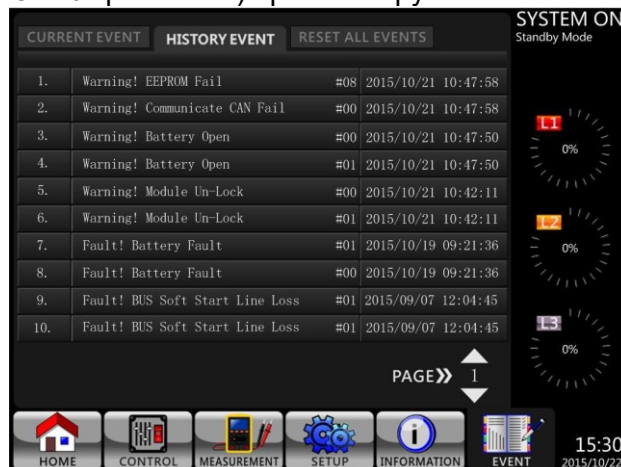 SYSTEM ON
Standby Mode
CURRENT EVENT HISTORY EVENT RESET ALL EVENTS
1. Warning! EEPROM Fail #08 2015/10/21 10:47:58
2. Warning! Communicate CAN Fail #00 2015/10/21 10:47:58
3. Warning! Battery Open #00 2015/10/21 10:47:50
4. Warning! Battery Open #01 2015/10/21 10:47:50
5. Warning! Module Un-Lock #00 2015/10/21 10:42:11
6. Warning! Module Un-Lock #01 2015/10/21 10:42:11
7. Fault! Battery Fault #01 2015/10/19 09:21:36
8. Fault! Battery Fault #00 2015/10/19 09:21:36
9. Fault! BUS Soft Start Line Loss #01 2015/09/07 12:04:45
10. Fault! BUS Soft Start Line Loss #01 2015/09/07 12:04:45
L1
0%
L2
0%
L3
0%
PAGE» 1
HOME CONTROL MEASUREMENT SETUP INFORMATION EVENT
15:30
2015/10/22